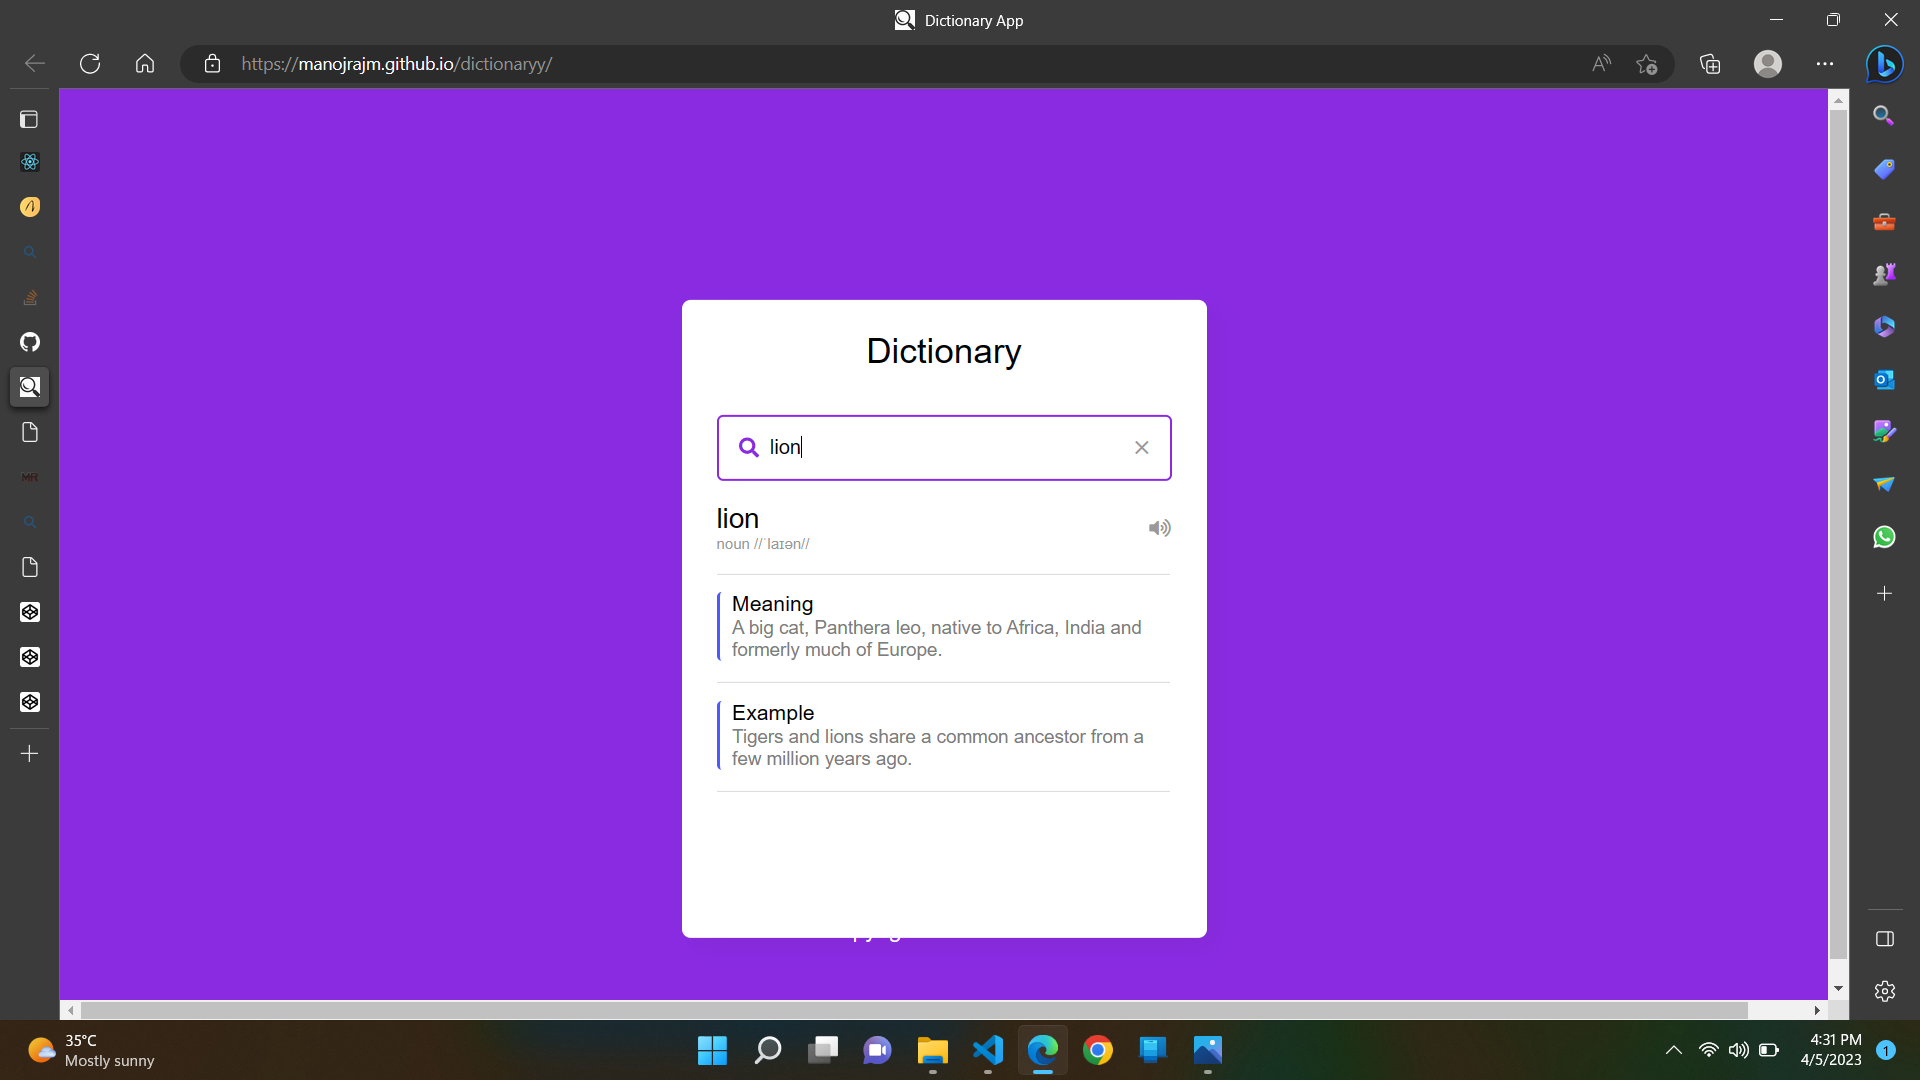 Dictionary App
https://manojrajm.github.io/dictionaryy/
Dictionary
lion
lion
noun //ˈlaɪən//
Meaning
A big cat, Panthera leo, native to Africa, India and
formerly much of Europe.
Example
Tigers and lions share a common ancestor from a
few million years ago.
35°C
Mostly sunny
4:31 PM
4/5/2023
1